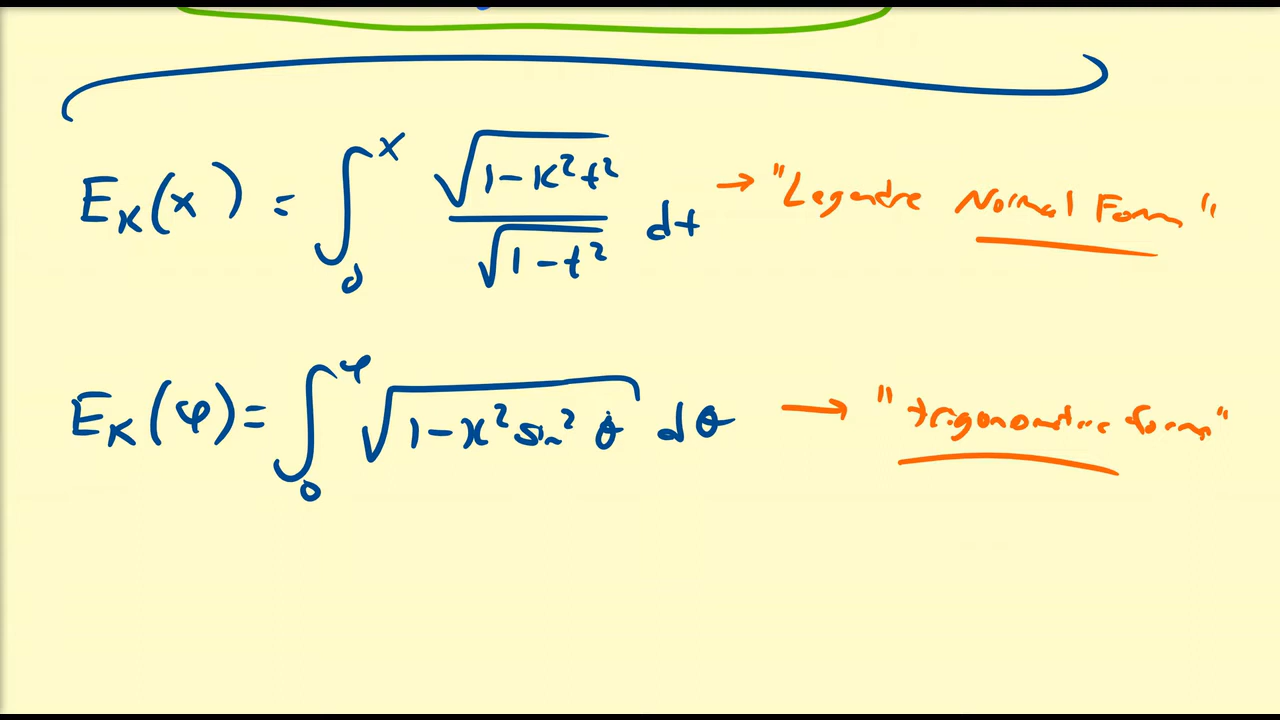 E_K(x) = ∫_0^x √(1-k²t²) / √(1-t²) dt → "Legendre Normal Form"
E_K(φ) = ∫_0^φ √(1-k² sin² θ) dθ → "trigonometric form"